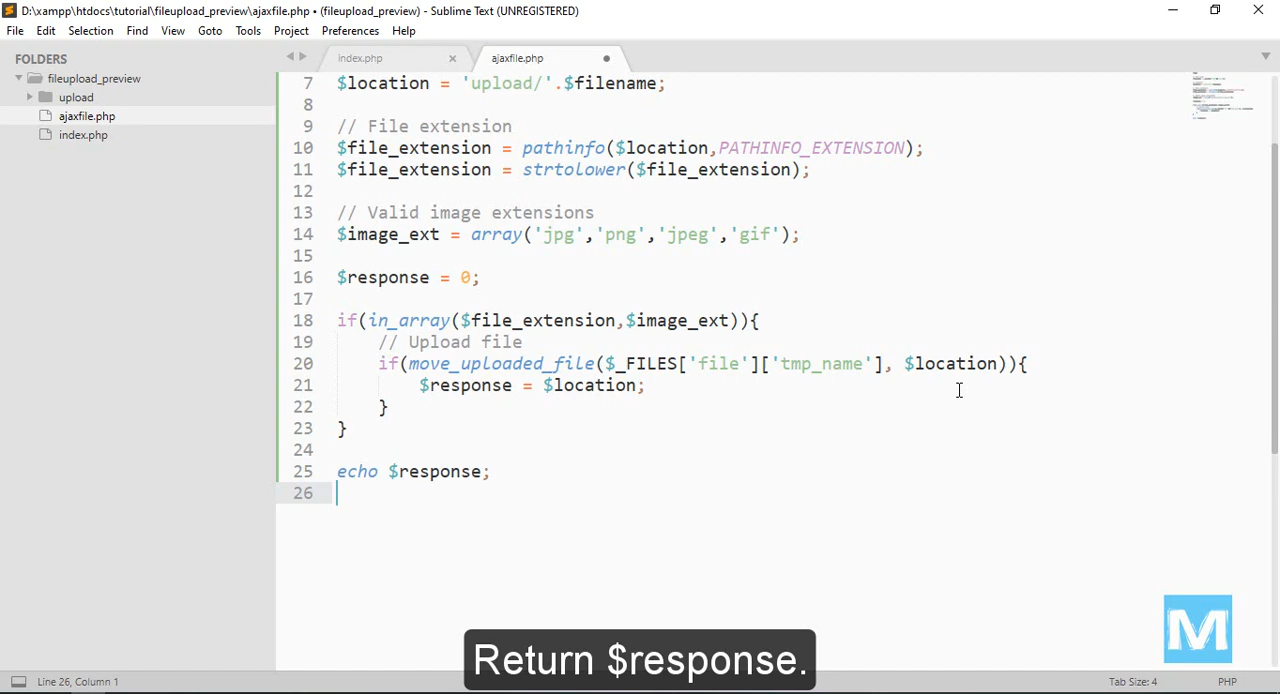 D:\xampp\htdocs\tutorial\fileupload_preview\ajaxfile.php • (fileupload_preview) - Sublime Text (UNREGISTERED)
File Edit Selection Find View Goto Tools Project Preferences Help
FOLDERS
fileupload_preview
upload
ajaxfile.php
index.php
index.php ajaxfile.php
7 $location = 'upload/'.$filename;
8
9 // File extension
10 $file_extension = pathinfo($location,PATHINFO_EXTENSION);
11 $file_extension = strtolower($file_extension);
12
13 // Valid image extensions
14 $image_ext = array('jpg','png','jpeg','gif');
15
16 $response = 0;
17
18 if(in_array($file_extension,$image_ext)){
19 // Upload file
20 if(move_uploaded_file($_FILES['file']['tmp_name'], $location)){
21 $response = $location;
22 }
23 }
24
25 echo $response;
26
M
Return $response.
Line 26, Column 1
Tab Size: 4 PHP